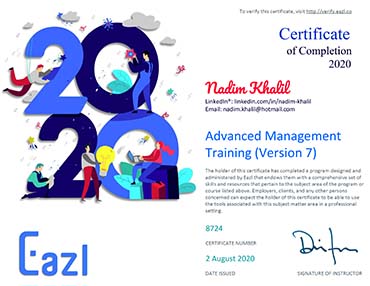 To verify this certificate, visit http://verify.eazl.co
Certificate
of Completion
2020
2020
Nadim Khalil
LinkedIn®: linkedin.com/in/nadim-khalil
Email: nadim.khalil@hotmail.com
Advanced Management
Training (Version 7)
The holder of this certificate has completed a program designed and
administered by Eazl that endows them with a comprehensive set of
skills and resources that pertain to the subject area of the program or
course listed above. Employers, clients, and any other persons
concerned can expect the holder of this certificate to be able to use
the tools associated with this subject matter area in a professional
setting.
8724
CERTIFICATE NUMBER
2 August 2020
DATE ISSUED
SIGNATURE OF INSTRUCTOR
Eazl